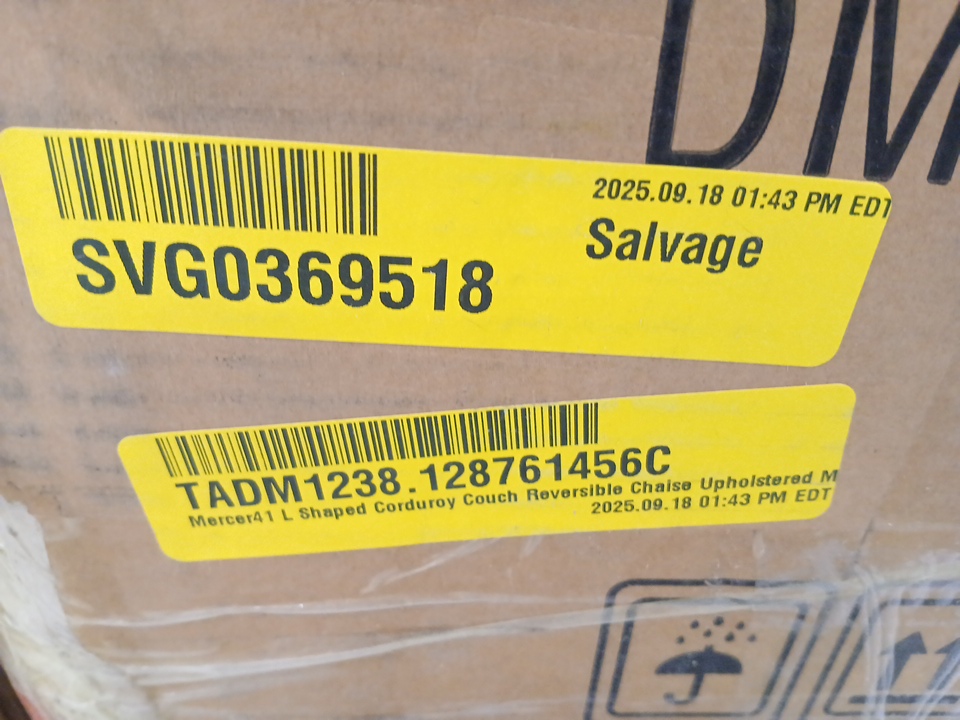 DM
2025.09.18 01:43 PM EDT
Salvage
SVG0369518
TADM1238.128761456C
Mercer41 L Shaped Corduroy Couch Reversible Chaise Upholstered M
2025.09.18 01:43 PM EDT